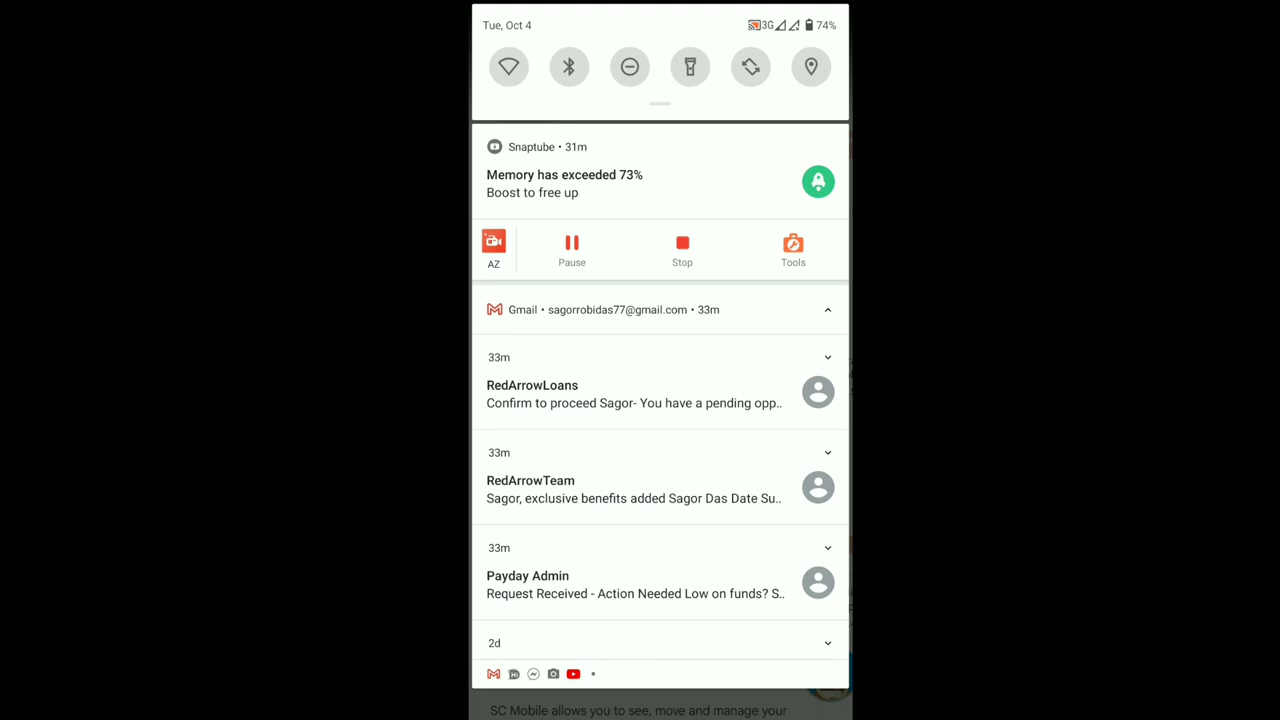 Tue, Oct 4
3G 74%
Snaptube • 31m
Memory has exceeded 73%
Boost to free up
AZ
Pause
Stop
Tools
Gmail • sagorrobidas77@gmail.com • 33m
33m
RedArrowLoans
Confirm to proceed Sagor- You have a pending opp..
33m
RedArrowTeam
Sagor, exclusive benefits added Sagor Das Date Su..
33m
Payday Admin
Request Received - Action Needed Low on funds? S..
2d
SC Mobile allows you to see, move and manage your